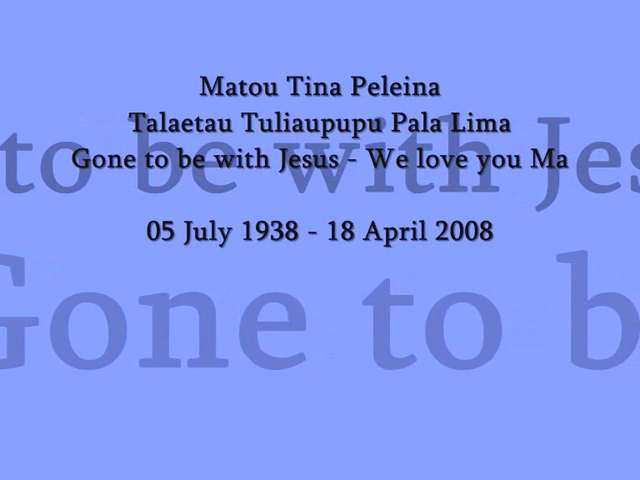 Matou Tina Peleina
Talaetau Tuliaupupu Pala Lima
to be with Jes
Gone to be with Jesus - We love you Ma
05 July 1938 - 18 April 2008
Gone to b